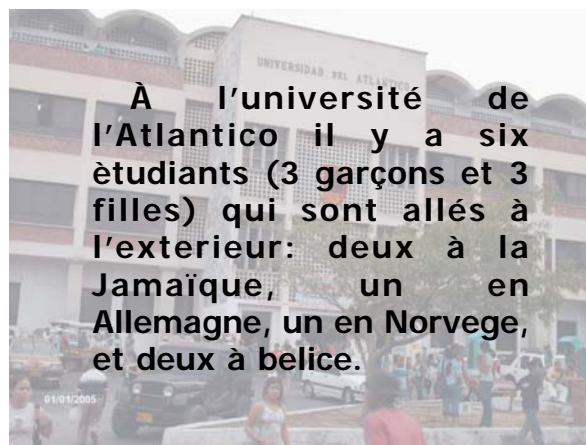 UNIVERSIDAD DEL ATLANTICO
À l'université de
l'Atlantico il y a six
ètudiants (3 garçons et 3
filles) qui sont allés à
l'exterieur: deux à la
Jamaïque, un en
Allemagne, un en Norvege,
et deux à belice.
01/01/2005